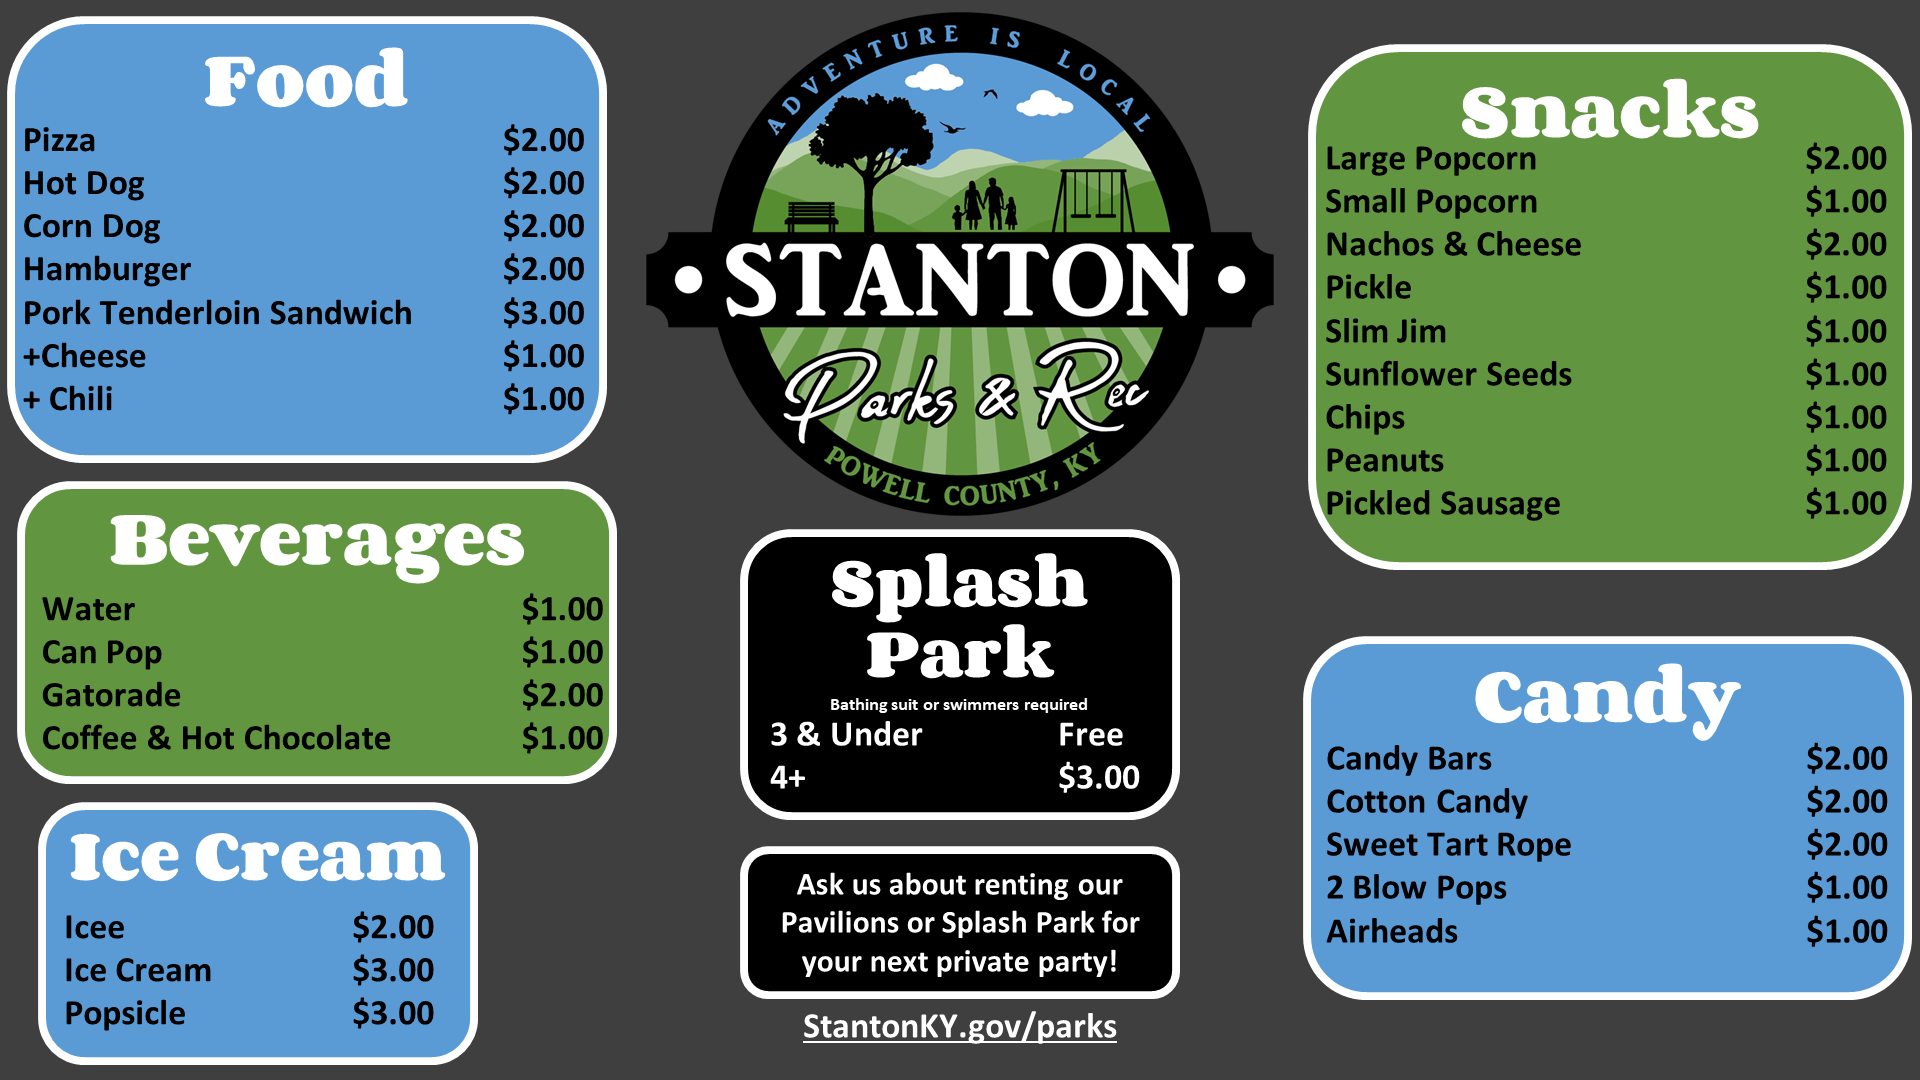 Food
Pizza $2.00
Hot Dog $2.00
Corn Dog $2.00
Hamburger $2.00
Pork Tenderloin Sandwich $3.00
+Cheese $1.00
+ Chili $1.00
Beverages
Water $1.00
Can Pop $1.00
Gatorade $2.00
Coffee & Hot Chocolate $1.00
Ice Cream
Icee $2.00
Ice Cream $3.00
Popsicle $3.00
ADVENTURE IS LOCAL
• STANTON •
Parks & Rec
POWELL COUNTY, KY
Splash
Park
Bathing suit or swimmers required
3 & Under Free
4+ $3.00
Ask us about renting our
Pavilions or Splash Park for
your next private party!
StantonKY.gov/parks
Snacks
Large Popcorn $2.00
Small Popcorn $1.00
Nachos & Cheese $2.00
Pickle $1.00
Slim Jim $1.00
Sunflower Seeds $1.00
Chips $1.00
Peanuts $1.00
Pickled Sausage $1.00
Candy
Candy Bars $2.00
Cotton Candy $2.00
Sweet Tart Rope $2.00
2 Blow Pops $1.00
Airheads $1.00